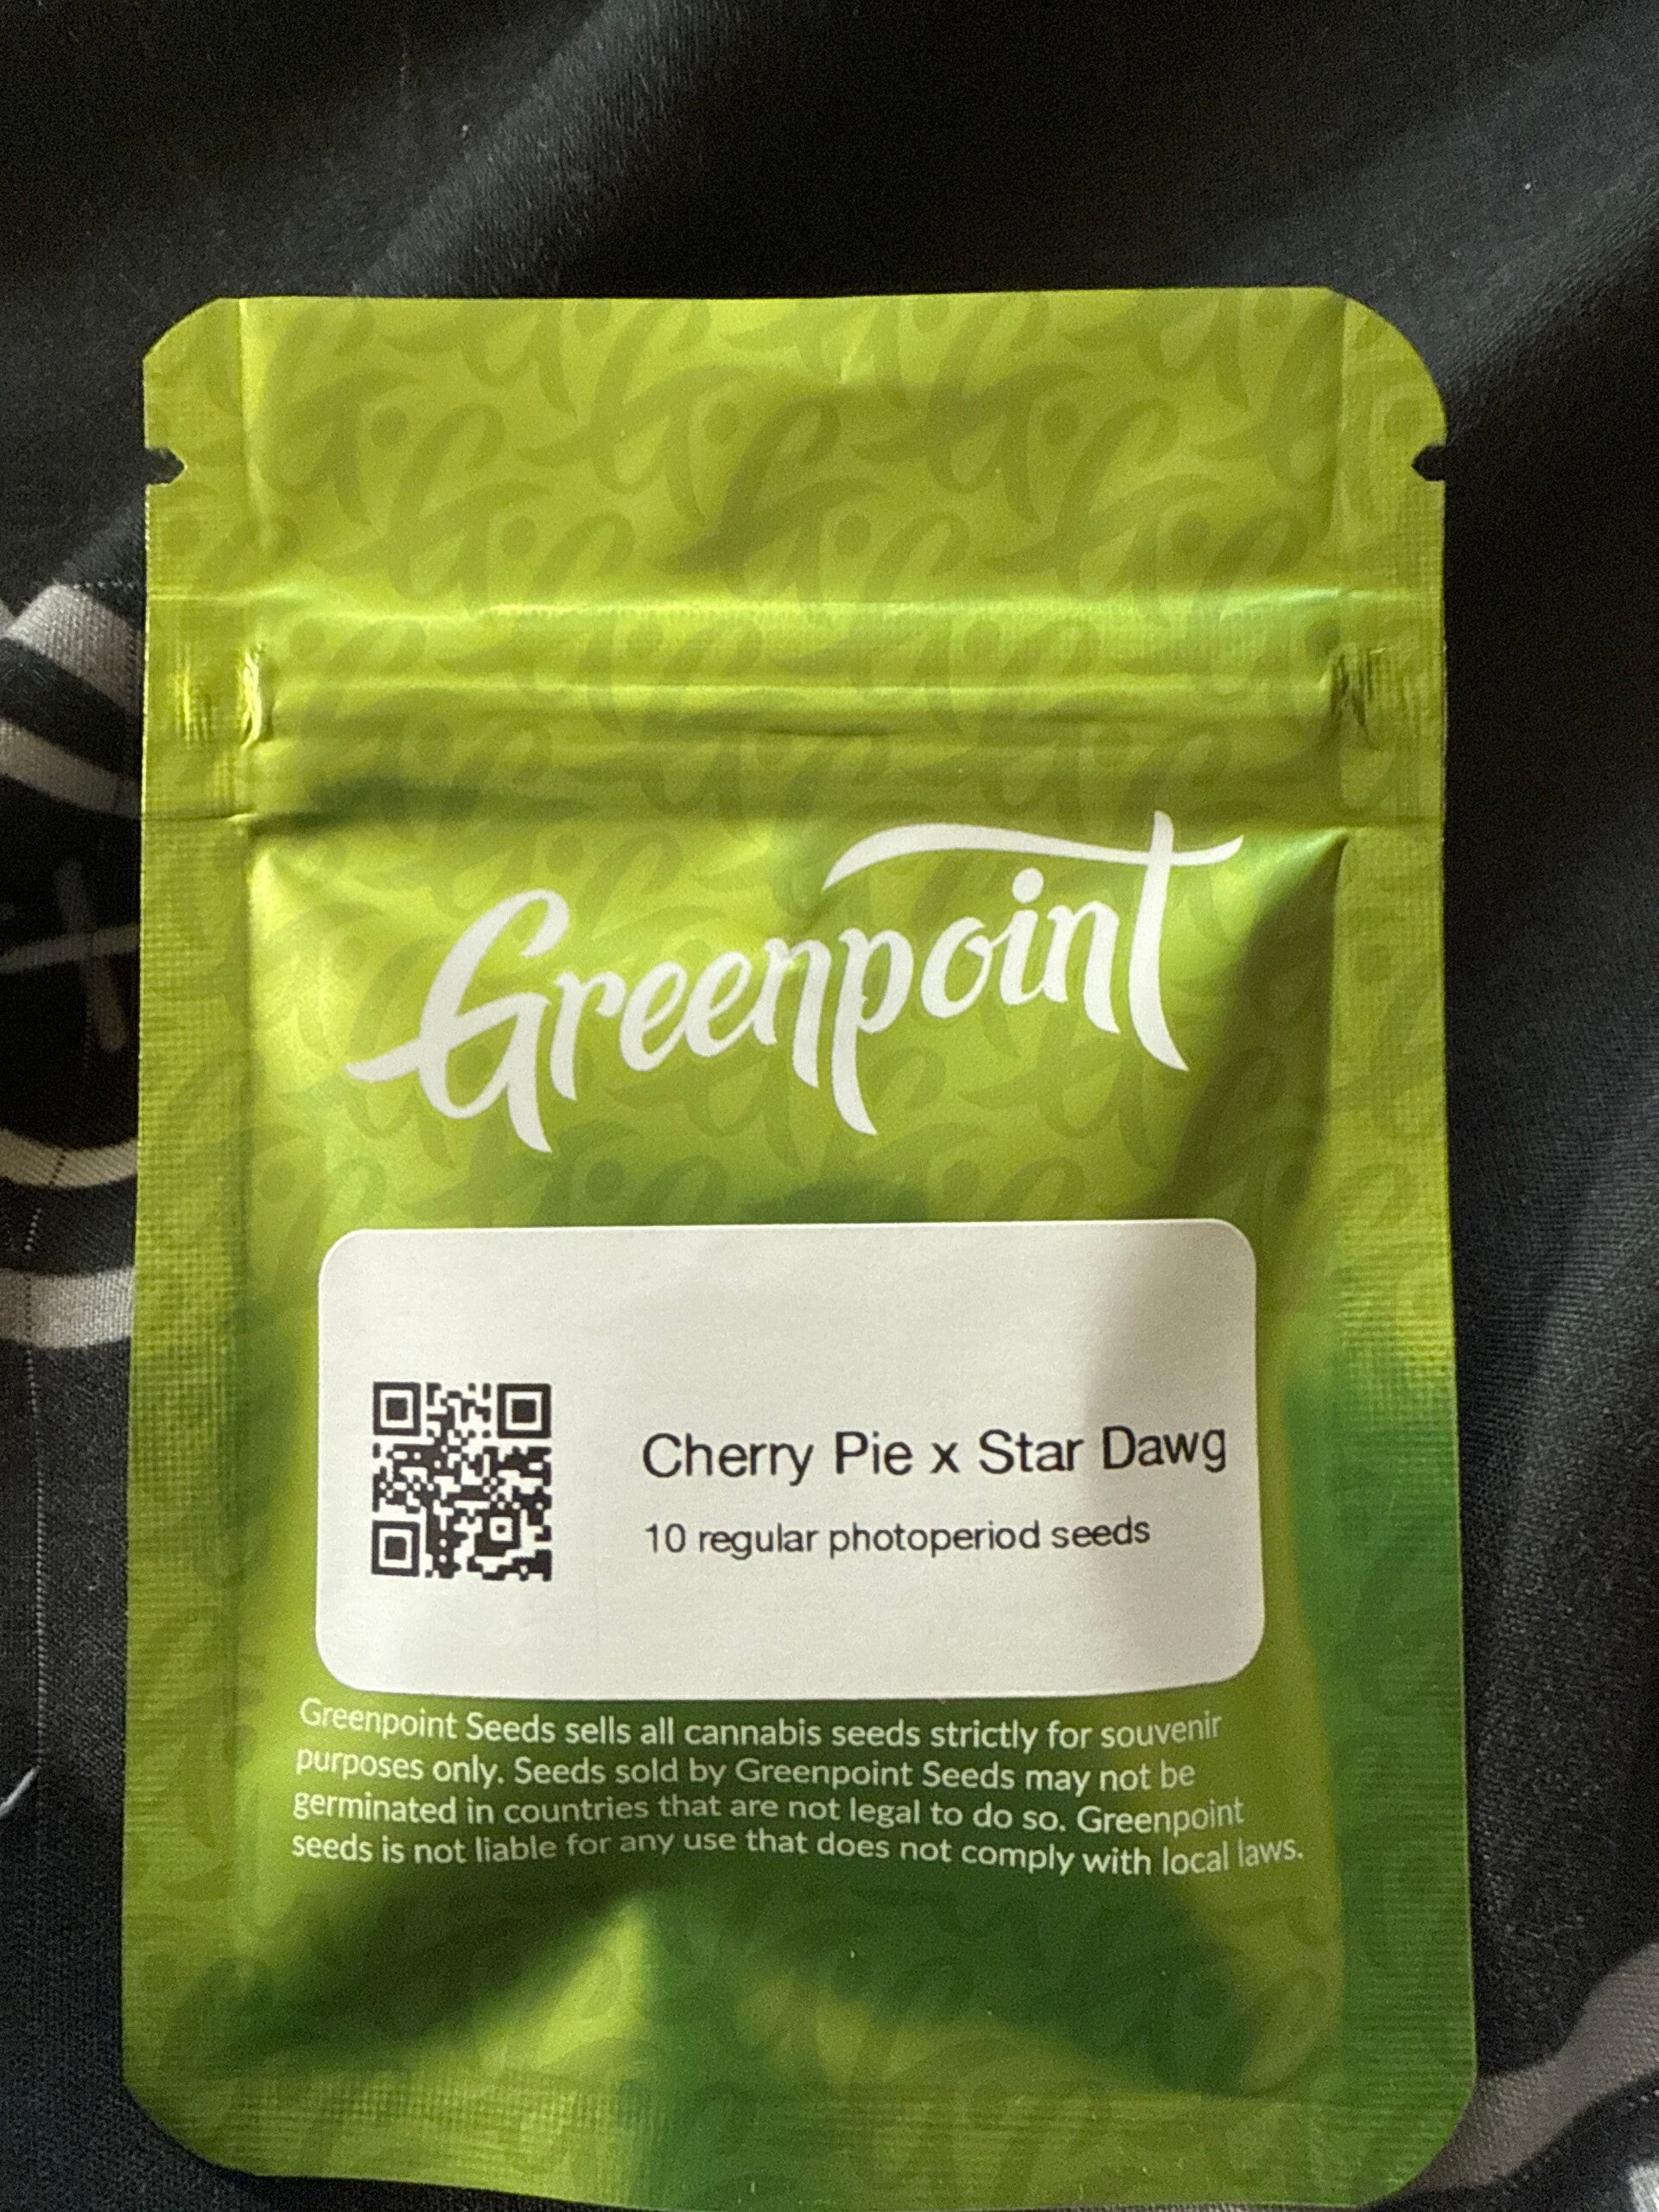 Greenpoint
Cherry Pie x Star Dawg
10 regular photoperiod seeds
Greenpoint Seeds sells all cannabis seeds strictly for souvenir
purposes only. Seeds sold by Greenpoint Seeds may not be
germinated in countries that are not legal to do so. Greenpoint
seeds is not liable for any use that does not comply with local laws.